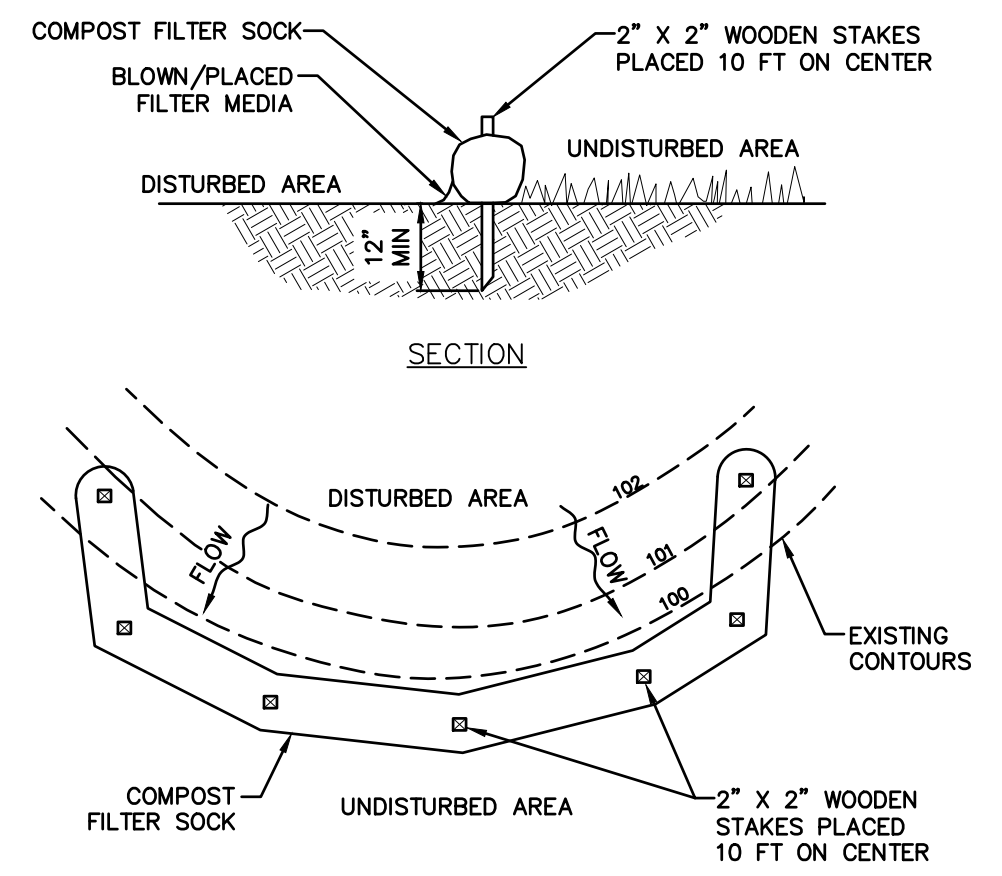 COMPOST FILTER SOCK
BLOWN/PLACED
FILTER MEDIA
2” X 2” WOODEN STAKES
PLACED 10 FT ON CENTER
UNDISTURBED AREA
DISTURBED AREA
12”
MIN
SECTION
DISTURBED AREA
102
FLOW
FLOW
101
100
EXISTING
CONTOURS
COMPOST
FILTER SOCK
UNDISTURBED AREA
2” X 2” WOODEN
STAKES PLACED
10 FT ON CENTER